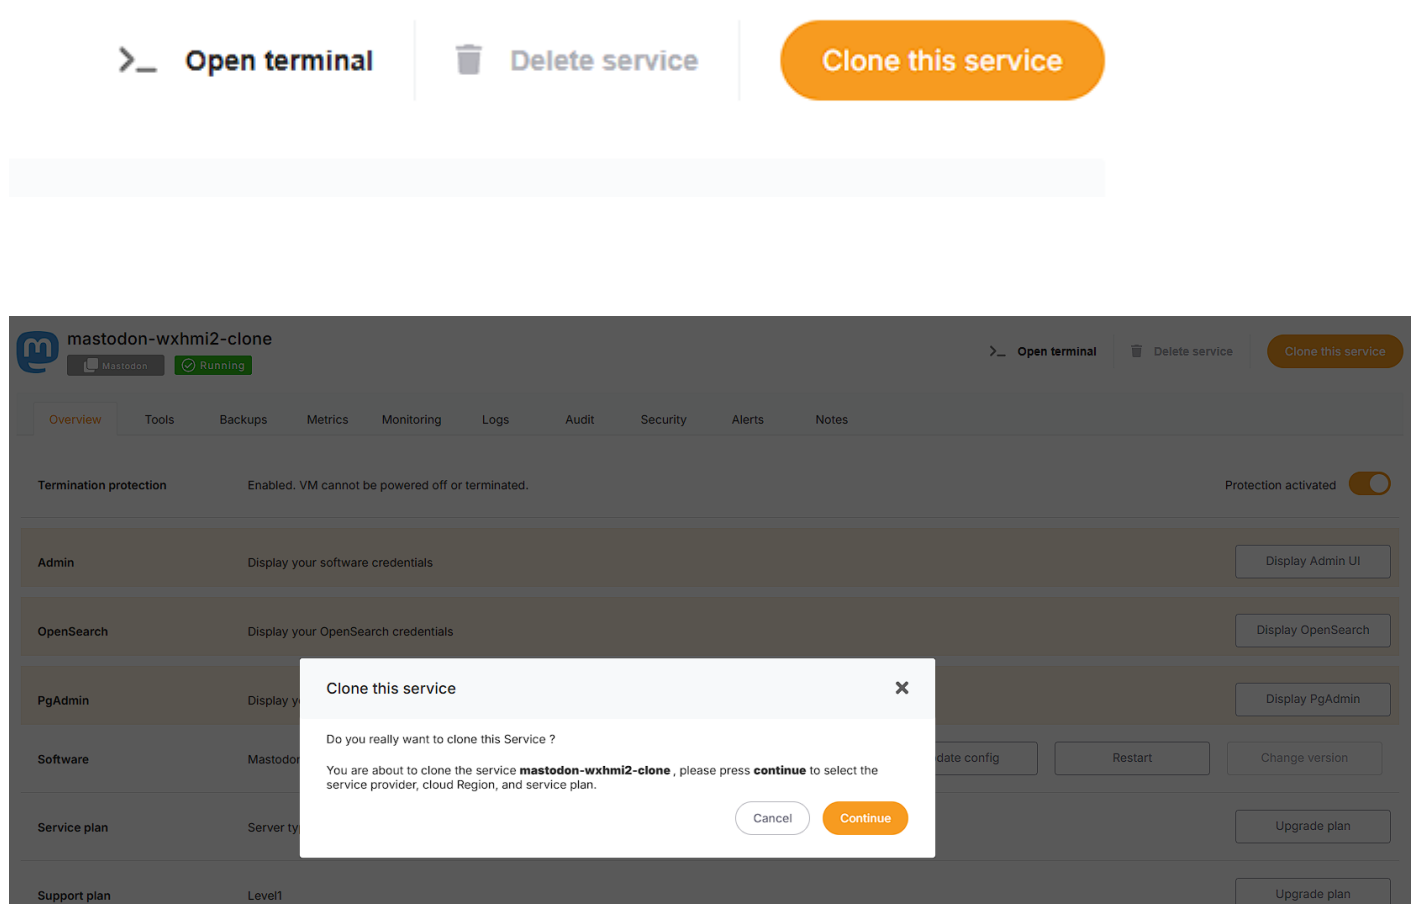 Open terminal
Delete service
Clone this service
mastodon-wxhmi2-clone
Mastodon
Running
Open terminal
Delete service
Clone this service
Overview
Tools
Backups
Metrics
Monitoring
Logs
Audit
Security
Alerts
Notes
Termination protection
Enabled. VM cannot be powered off or terminated.
Protection activated
Admin
Display your software credentials
Display Admin UI
OpenSearch
Display your OpenSearch credentials
Display OpenSearch
PgAdmin
Display
Display PgAdmin
Clone this service
Do you really want to clone this Service ?
You are about to clone the service mastodon-wxhmi2-clone , please press continue to select the
service provider, cloud Region, and service plan.
Cancel
Continue
Software
config
Restart
Change version
Service plan
Server
Upgrade plan
Support plan
Level1
Upgrade plan